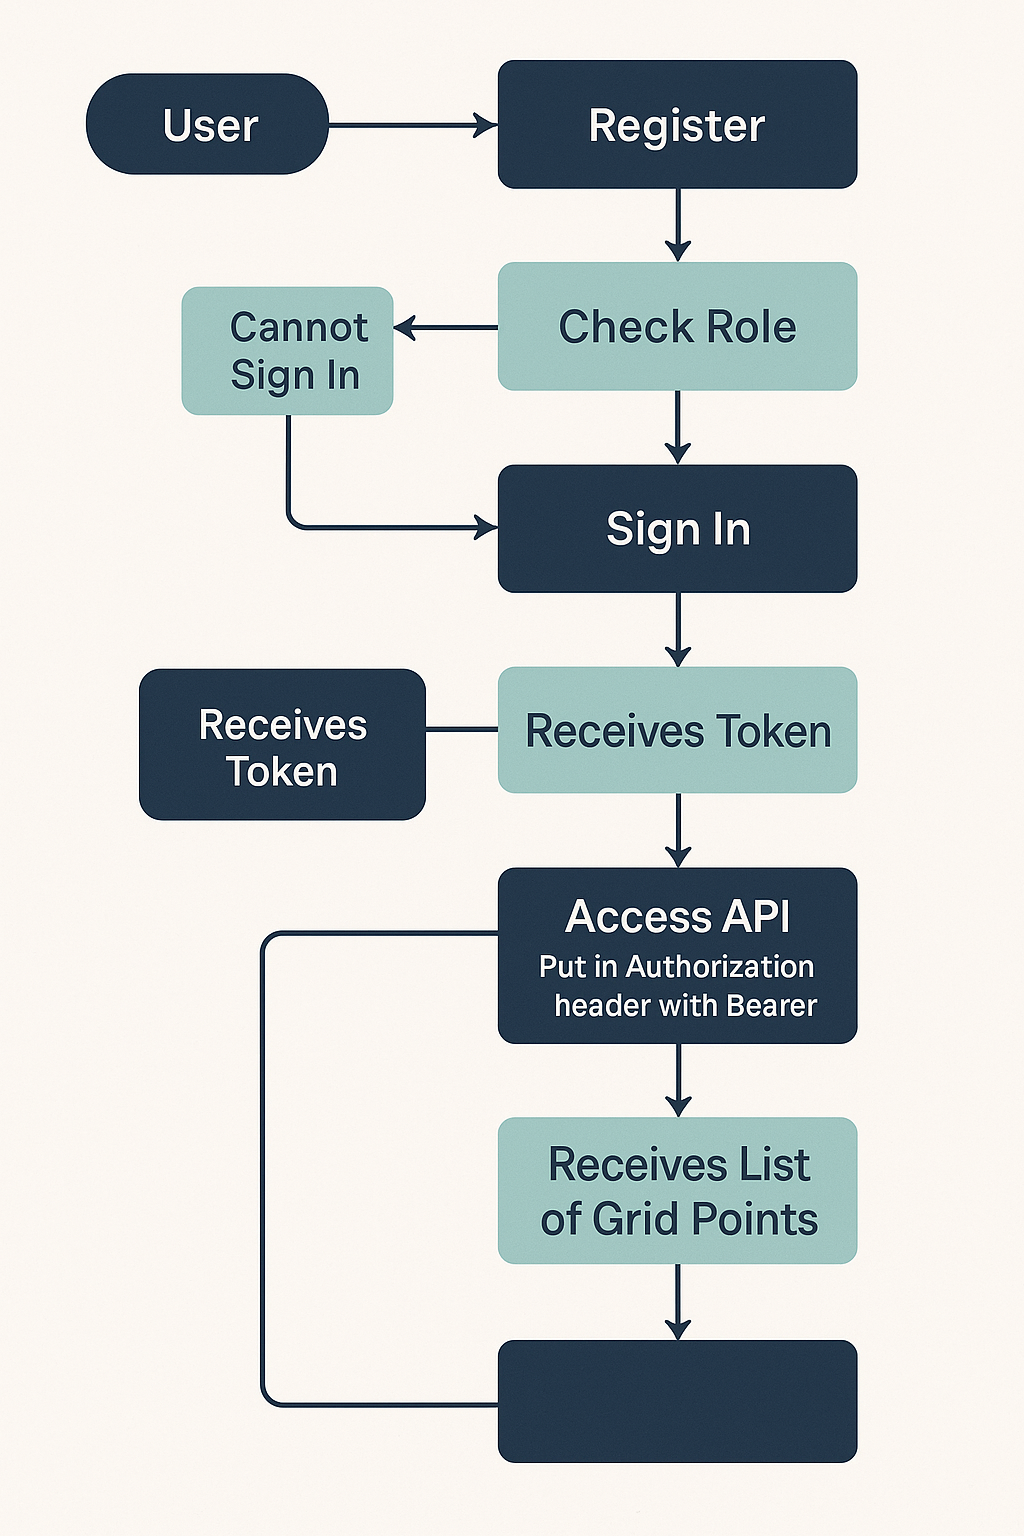 User
Register
Cannot
Sign In
Check Role
Sign In
Receives
Token
Receives Token
Access API
Put in Authorization
header with Bearer
Receives List
of Grid Points